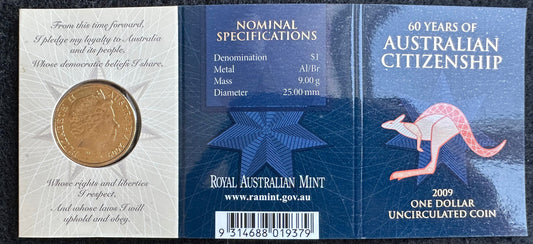 From this time forward,
I pledge my loyalty to Australia
and its people,
Whose democratic beliefs I share,
ELIZABETH II
2009
Whose rights and liberties
I respect,
And whose laws I will
uphold and obey.
NOMINAL
SPECIFICATIONS
Denomination $1
Metal Al/Br
Mass 9.00 g
Diameter 25.00 mm
ROYAL AUSTRALIAN MINT
www.ramint.gov.au
9 314688 019379
60 YEARS OF
AUSTRALIAN
CITIZENSHIP
2009
ONE DOLLAR
UNCIRCULATED COIN